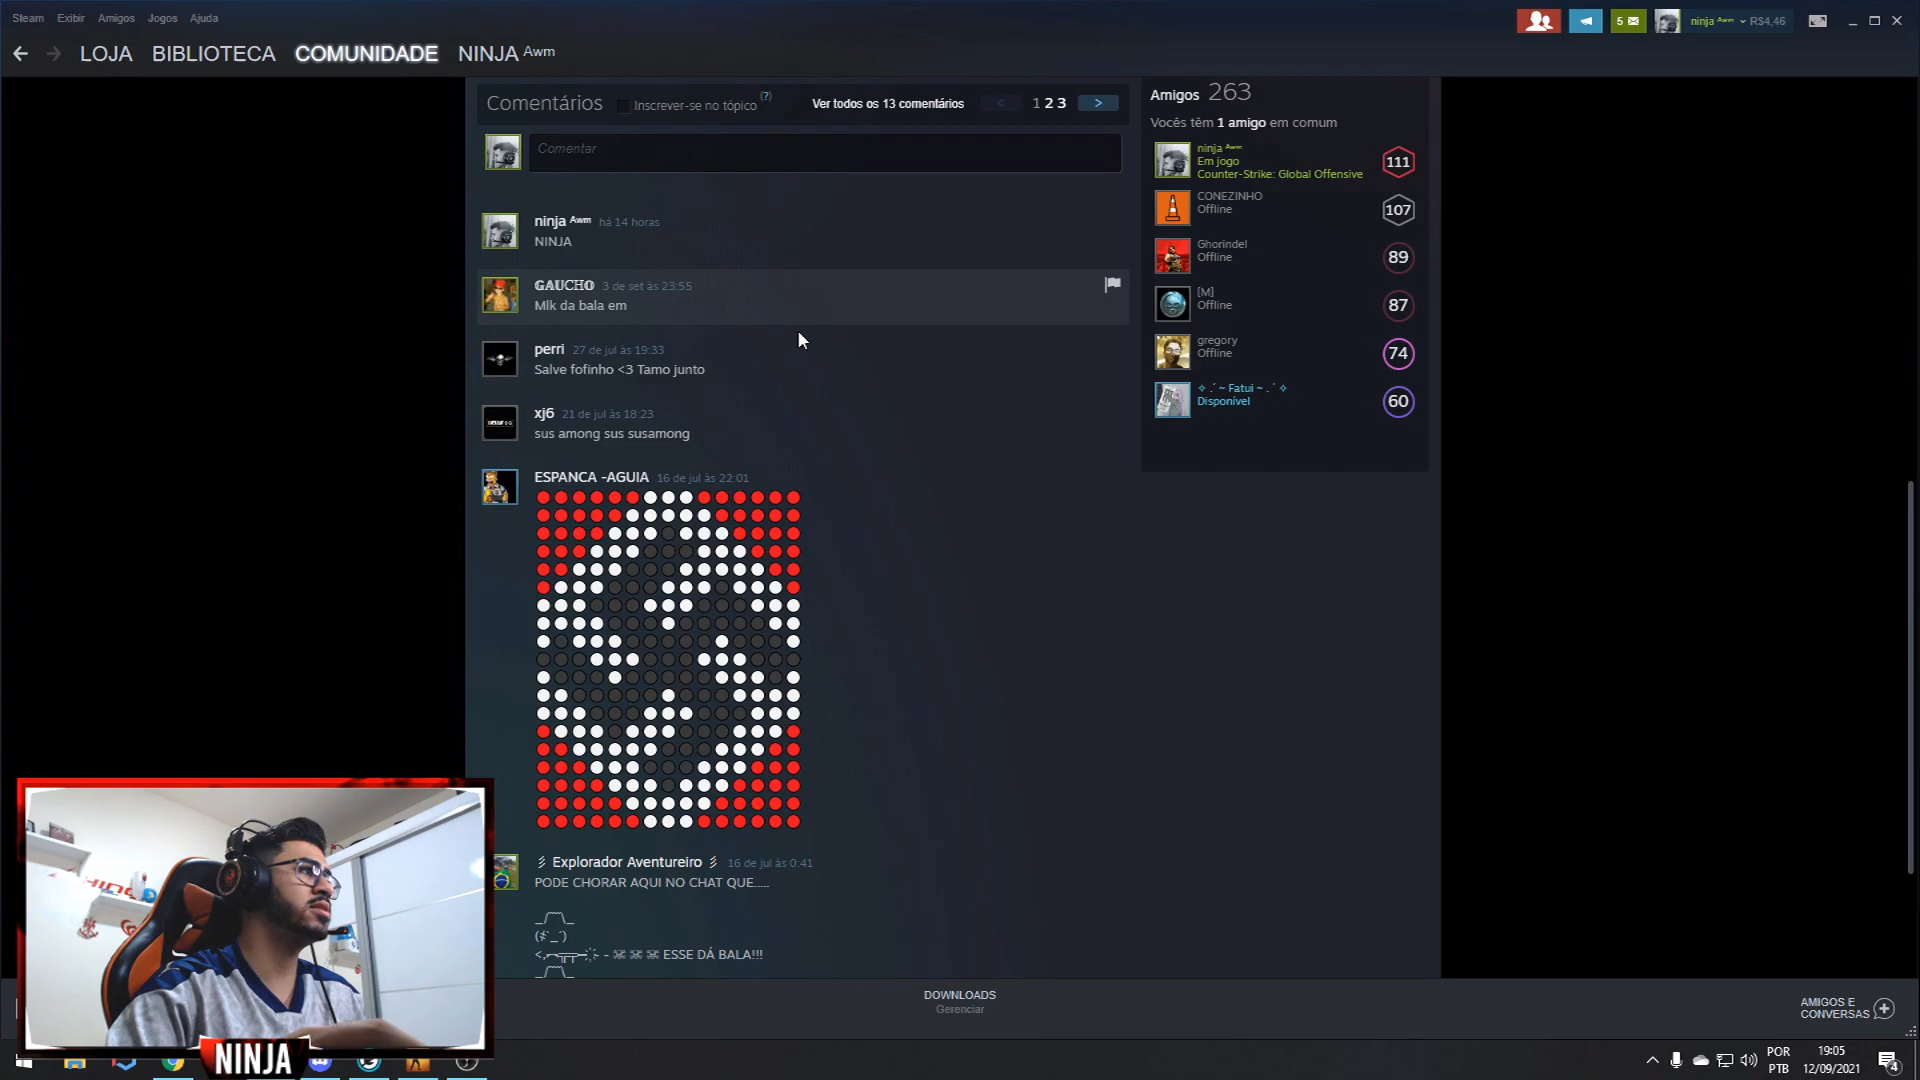 Steam Exibir Amigos Jogos Ajuda
5 ninja ᴬʷᵐ R$4,46
LOJA BIBLIOTECA COMUNIDADE NINJA ᴬʷᵐ
Comentários Inscrever-se no tópico (?) Ver todos os 13 comentários < 1 2 3 >
Comentar
ninja ᴬʷᵐ há 14 horas
NINJA
GAUCHO 3 de set às 23:55
Mlk da bala em
perri 27 de jul às 19:33
Salve fofinho <3 Tamo junto
xj6 21 de jul às 18:23
sus among sus susamong
ESPANCA -AGUIA 16 de jul às 22:01
彡 Explorador Aventureiro 彡 16 de jul às 0:41
PODE CHORAR AQUI NO CHAT QUE.....
ESSE DÁ BALA!!!
Amigos 263
Vocês têm 1 amigo em comum
ninja ᴬʷᵐ
Em jogo
Counter-Strike: Global Offensive
111
CONEZINHO
Offline
107
Ghorindel
Offline
89
[M]
Offline
87
gregory
Offline
74
✧ .´ ~ Fatui ~ . ´ ✧
Disponível
60
DOWNLOADS
Gerenciar
AMIGOS E
CONVERSAS
NINJA
POR
PTB
19:05
12/09/2021
4